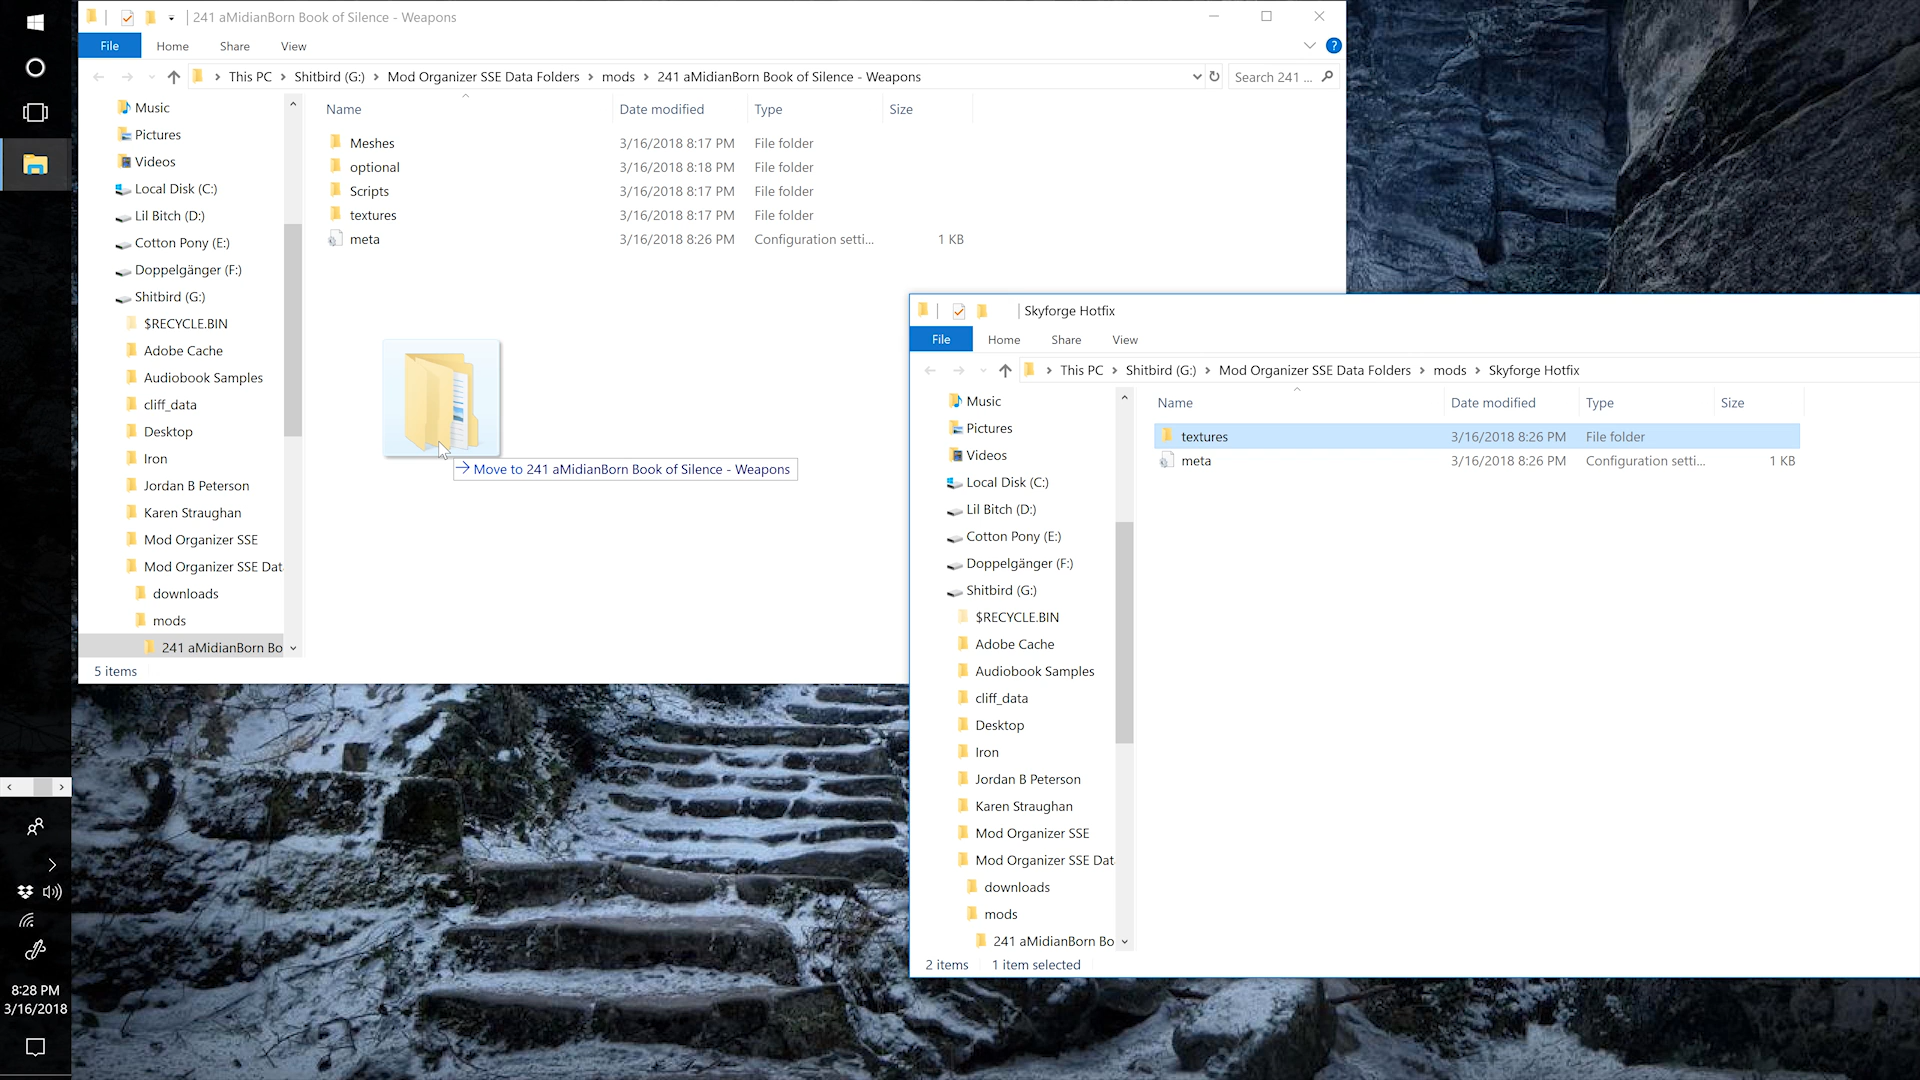 241 aMidianBorn Book of Silence - Weapons
File Home Share View
This PC Shitbird (G:) Mod Organizer SSE Data Folders mods 241 aMidianBorn Book of Silence - Weapons
Search 241 ...
Name Date modified Type Size
Meshes 3/16/2018 8:17 PM File folder
optional 3/16/2018 8:18 PM File folder
Scripts 3/16/2018 8:17 PM File folder
textures 3/16/2018 8:17 PM File folder
meta 3/16/2018 8:26 PM Configuration setti... 1 KB
Music
Pictures
Videos
Local Disk (C:)
Lil Bitch (D:)
Cotton Pony (E:)
Doppelgänger (F:)
Shitbird (G:)
$RECYCLE.BIN
Adobe Cache
Audiobook Samples
cliff_data
Desktop
Iron
Jordan B Peterson
Karen Straughan
Mod Organizer SSE
Mod Organizer SSE Dat
downloads
mods
241 aMidianBorn Bo
5 items
Move to 241 aMidianBorn Book of Silence - Weapons
Skyforge Hotfix
File Home Share View
This PC Shitbird (G:) Mod Organizer SSE Data Folders mods Skyforge Hotfix
Name Date modified Type Size
textures 3/16/2018 8:26 PM File folder
meta 3/16/2018 8:26 PM Configuration setti... 1 KB
Music
Pictures
Videos
Local Disk (C:)
Lil Bitch (D:)
Cotton Pony (E:)
Doppelgänger (F:)
Shitbird (G:)
$RECYCLE.BIN
Adobe Cache
Audiobook Samples
cliff_data
Desktop
Iron
Jordan B Peterson
Karen Straughan
Mod Organizer SSE
Mod Organizer SSE Dat
downloads
mods
241 aMidianBorn Bo
2 items 1 item selected
8:28 PM
3/16/2018